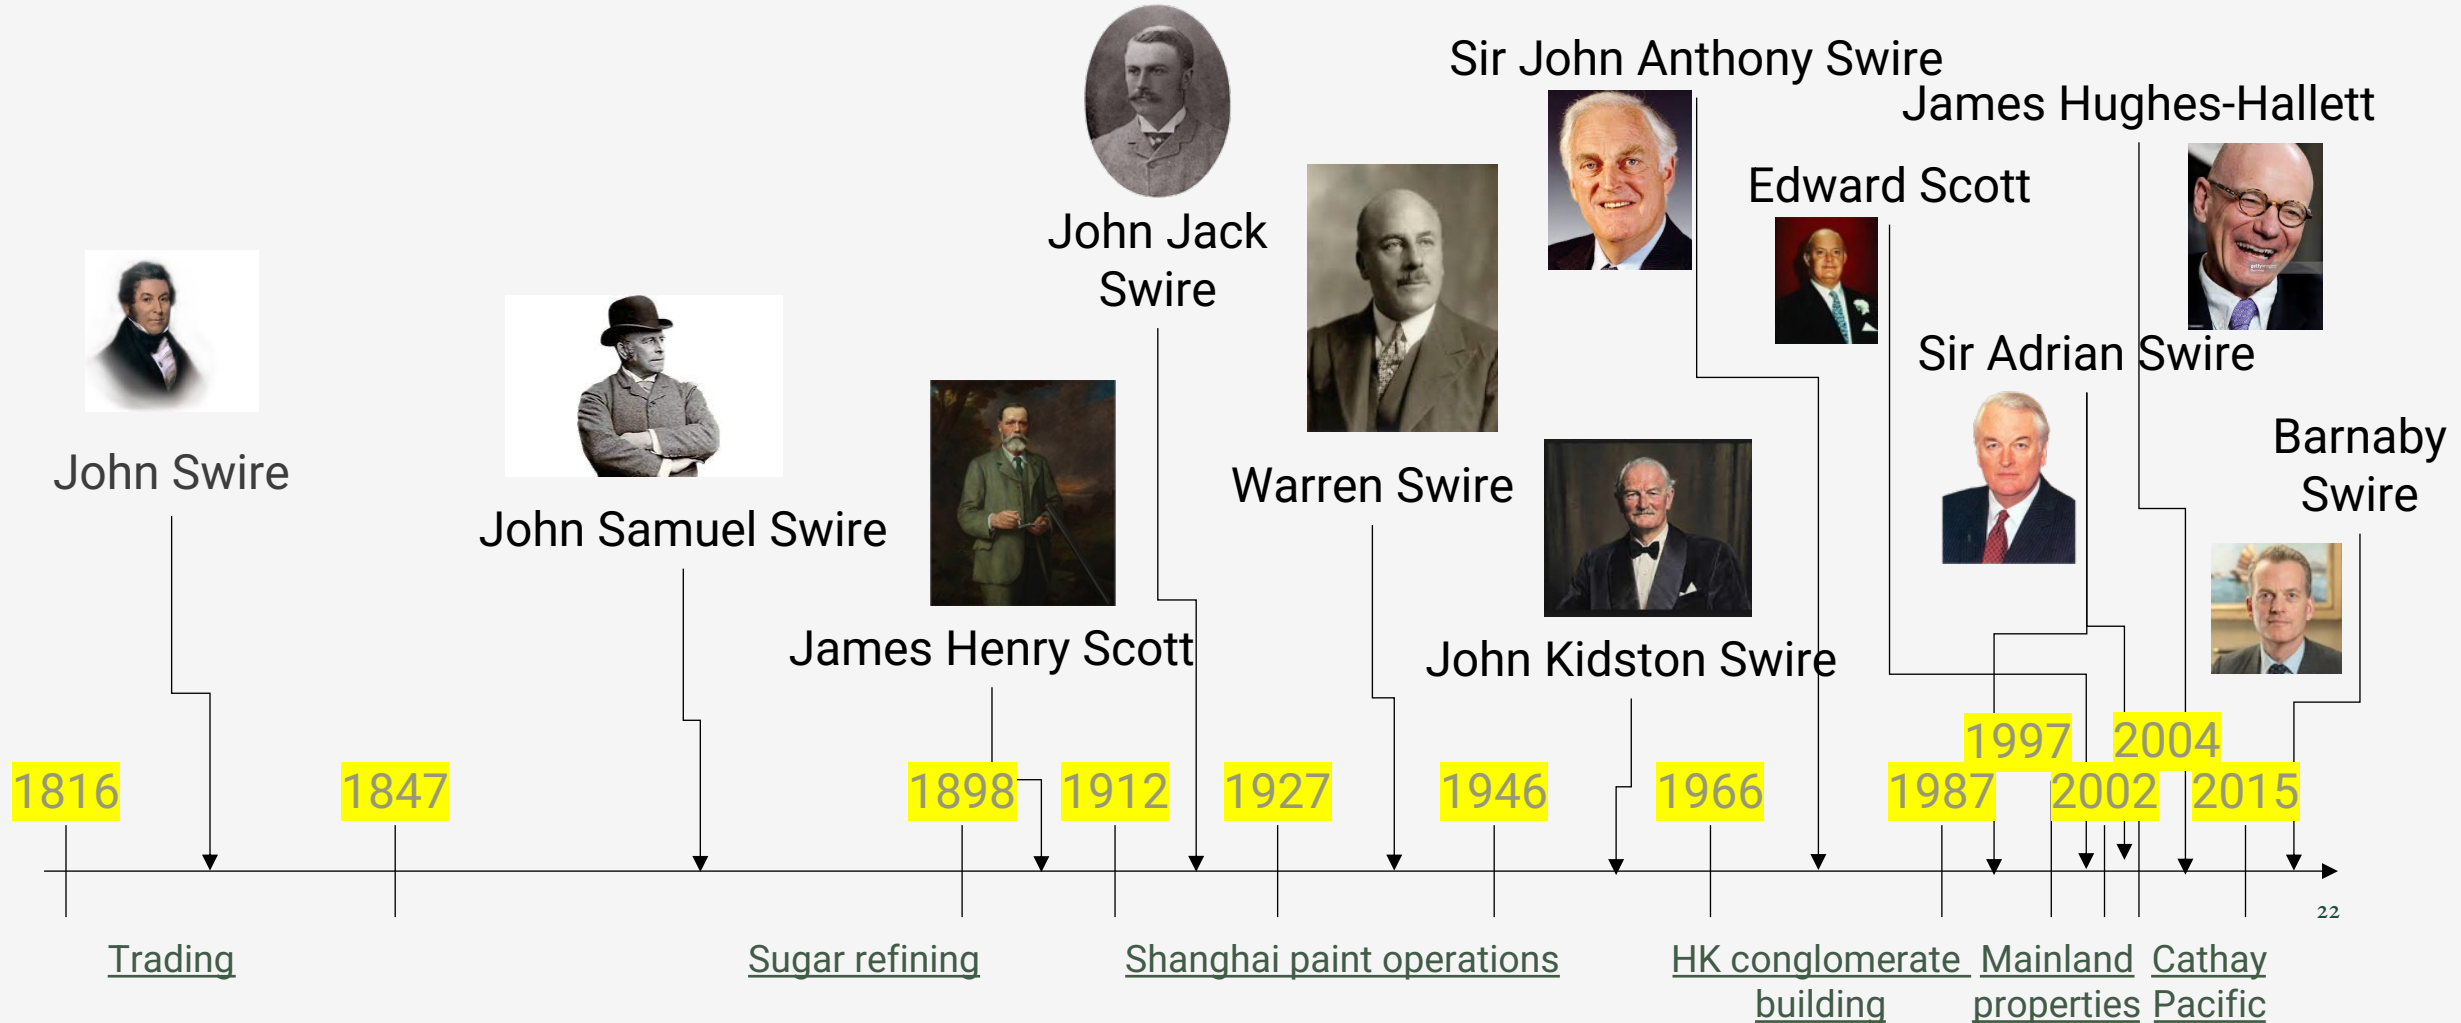 Sir John Anthony Swire
James Hughes-Hallett
Edward Scott
John Jack
Swire
Sir Adrian Swire
Barnaby
Swire
John Swire
Warren Swire
John Samuel Swire
James Henry Scott
John Kidston Swire
1997
2004
1816
1847
1898
1912
1927
1946
1966
1987
2002
2015
22
Trading
Sugar refining
Shanghai paint operations
HK conglomerate
building
Mainland
properties
Cathay
Pacific